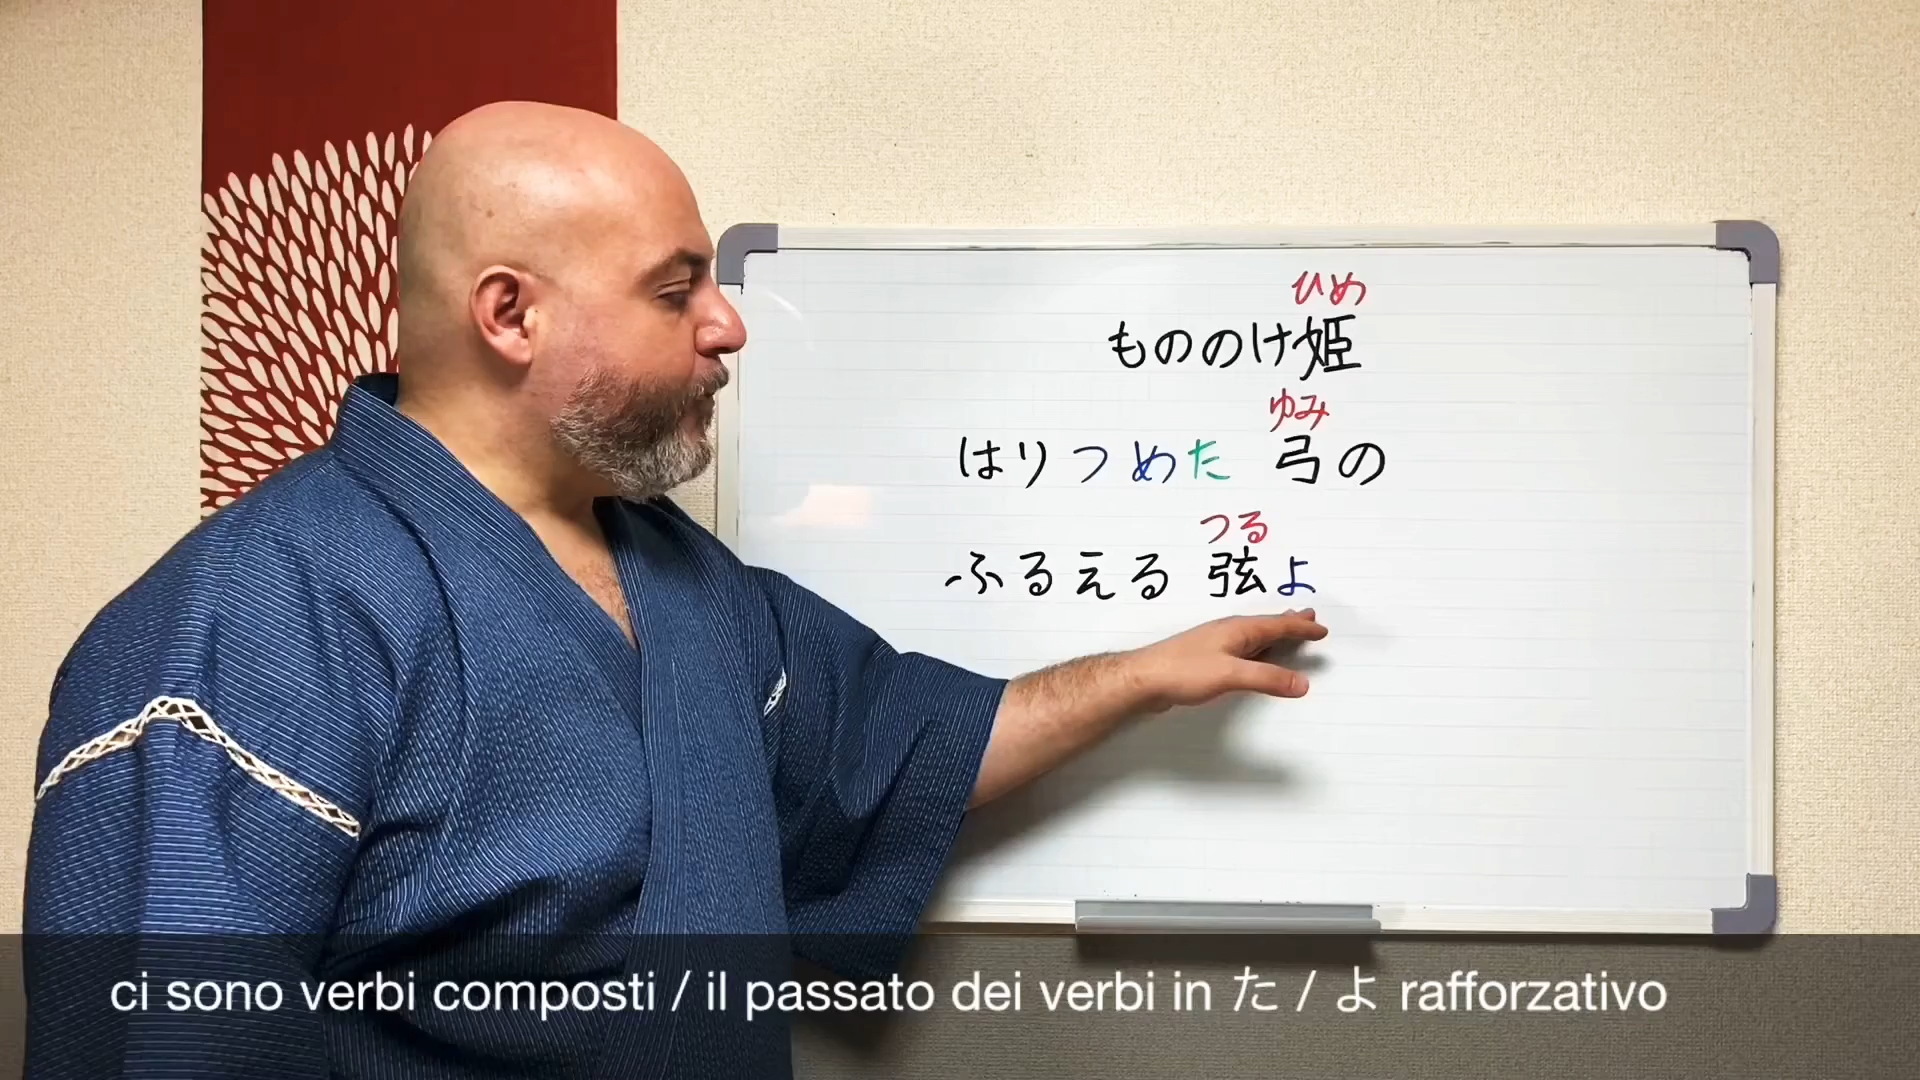 ひめ
もののけ姫
ゆみ
はりつめた 弓の
つる
ふるえる 弦よ
ci sono verbi composti / il passato dei verbi in た / よ rafforzativo